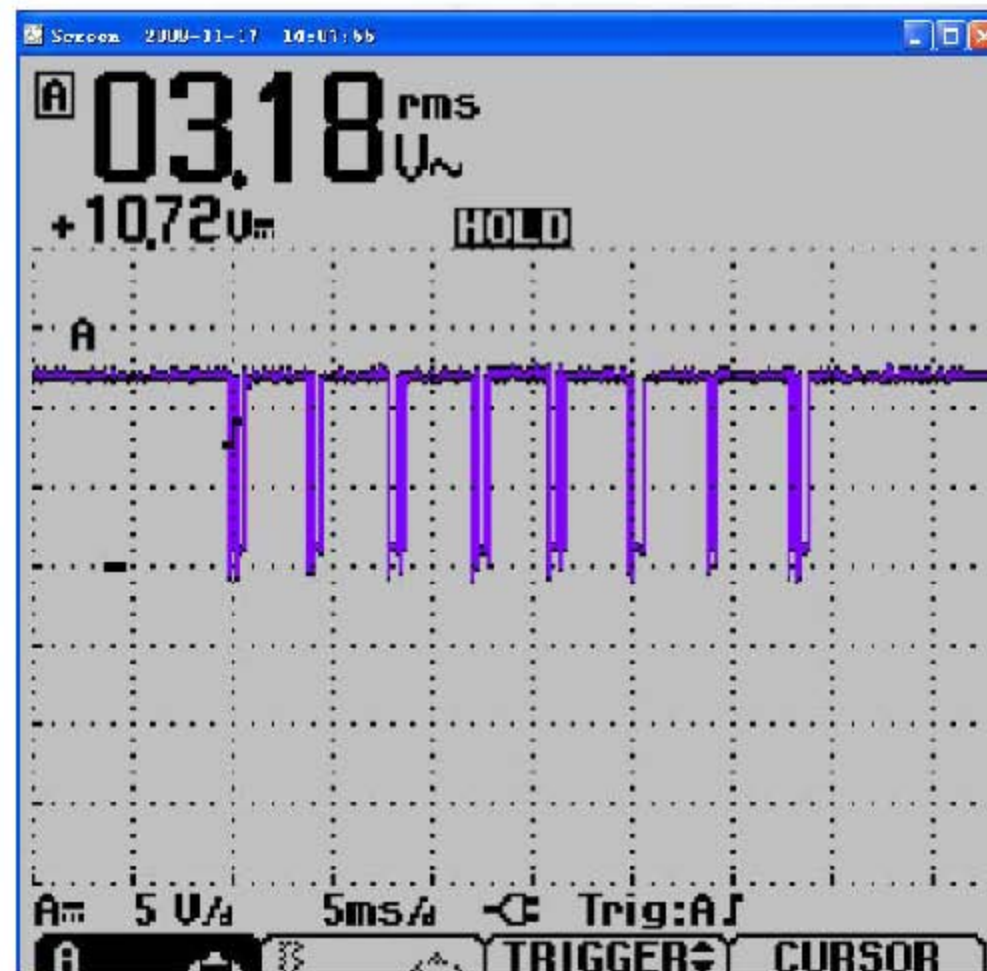 Screen
A 03.18 rms
V~
+10.72V
HOLD
A
A 5 V/d 5ms/d Trig:A
A TRIGGER CURSOR